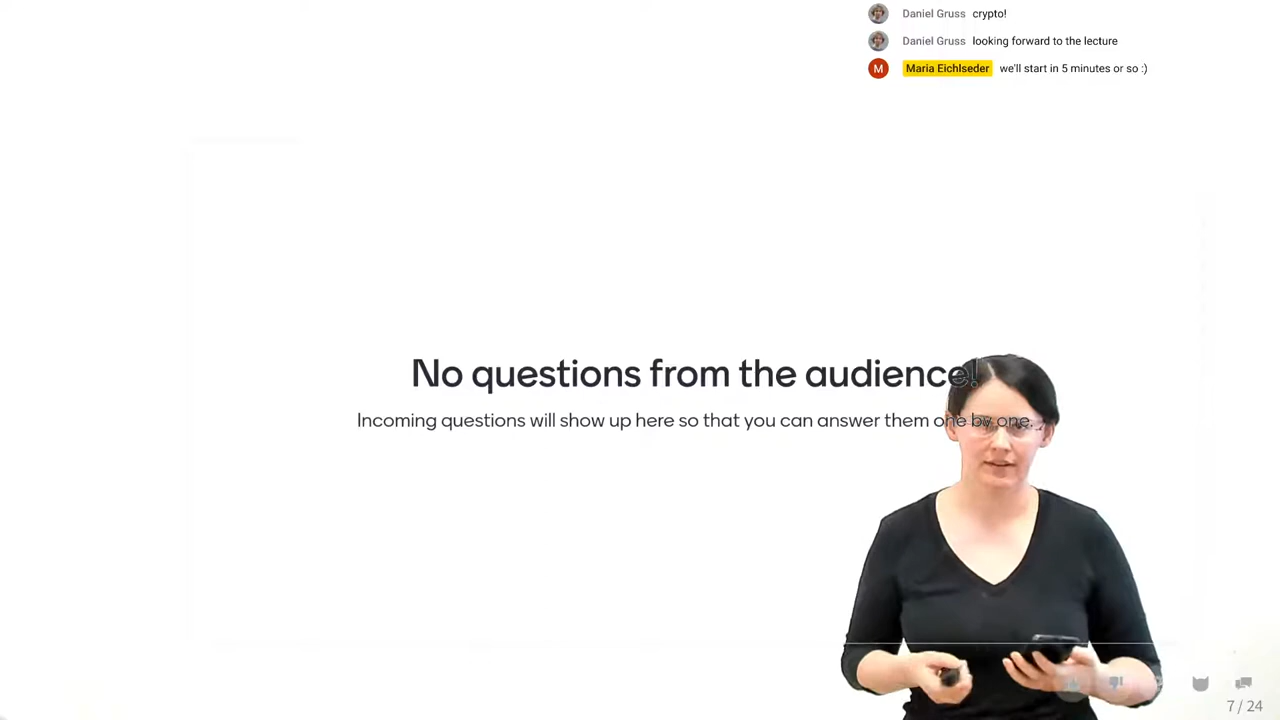 Daniel Gruss crypto!
Daniel Gruss looking forward to the lecture
M Maria Eichlseder we'll start in 5 minutes or so :)
No questions from the audience!
Incoming questions will show up here so that you can answer them one by one.
7 / 24